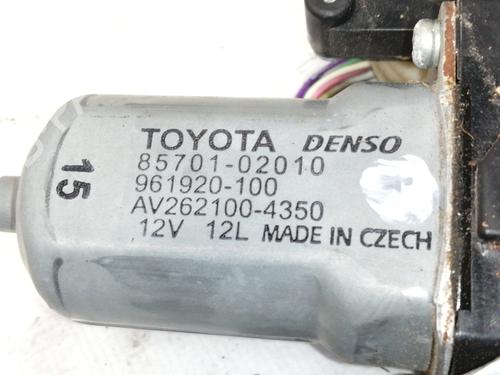 TOYOTA DENSO
85701-02010
961920-100
AV262100-4350
12V 12L MADE IN CZECH
15